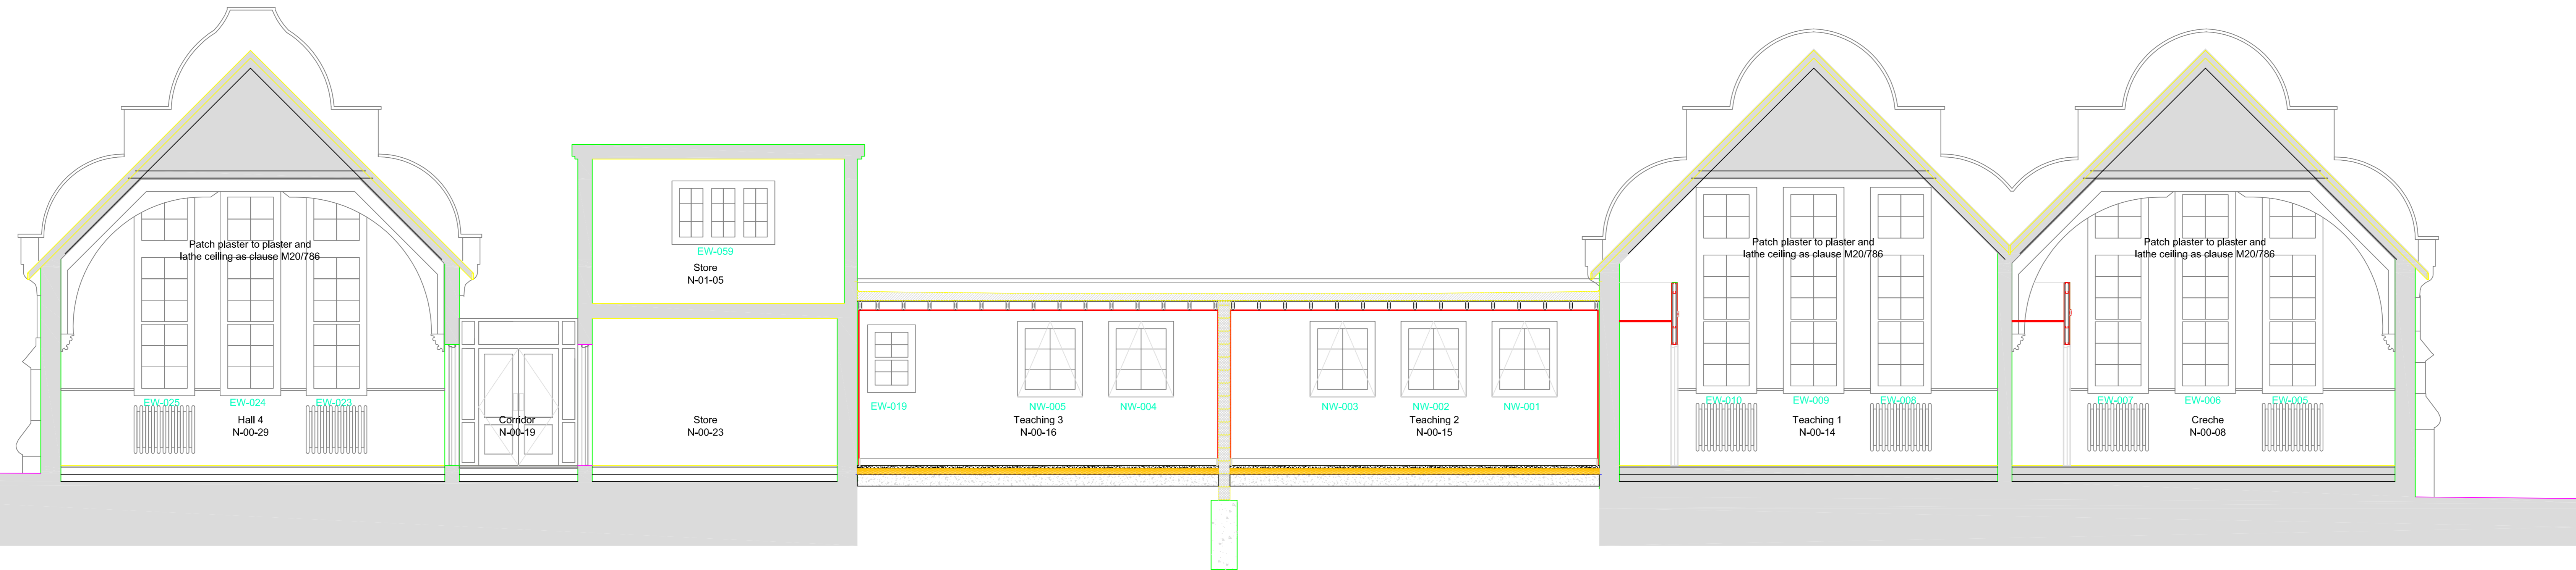 Patch plaster to plaster and
lathe ceiling as clause M20/786
EW-025
EW-024
EW-023
Hall 4
N-00-29
Corridor
N-00-19
EW-059
Store
N-01-05
Store
N-00-23
EW-019
NW-005
NW-004
Teaching 3
N-00-16
NW-003
NW-002
NW-001
Teaching 2
N-00-15
Patch plaster to plaster and
lathe ceiling as clause M20/786
EW-010
EW-009
EW-008
Teaching 1
N-00-14
Patch plaster to plaster and
lathe ceiling as clause M20/786
EW-007
EW-006
EW-005
Creche
N-00-08